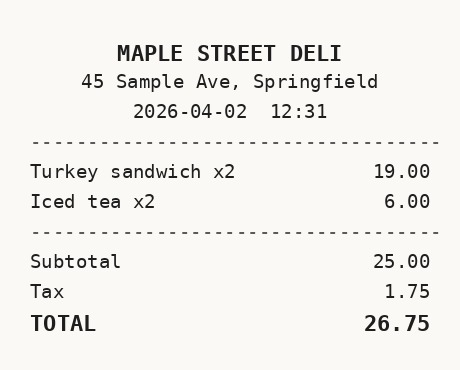 MAPLE STREET DELI
45 Sample Ave, Springfield
2026-04-02  12:31
------------------------------------
Turkey sandwich x2 19.00
Iced tea x2 6.00
------------------------------------
Subtotal 25.00
Tax 1.75
TOTAL 26.75